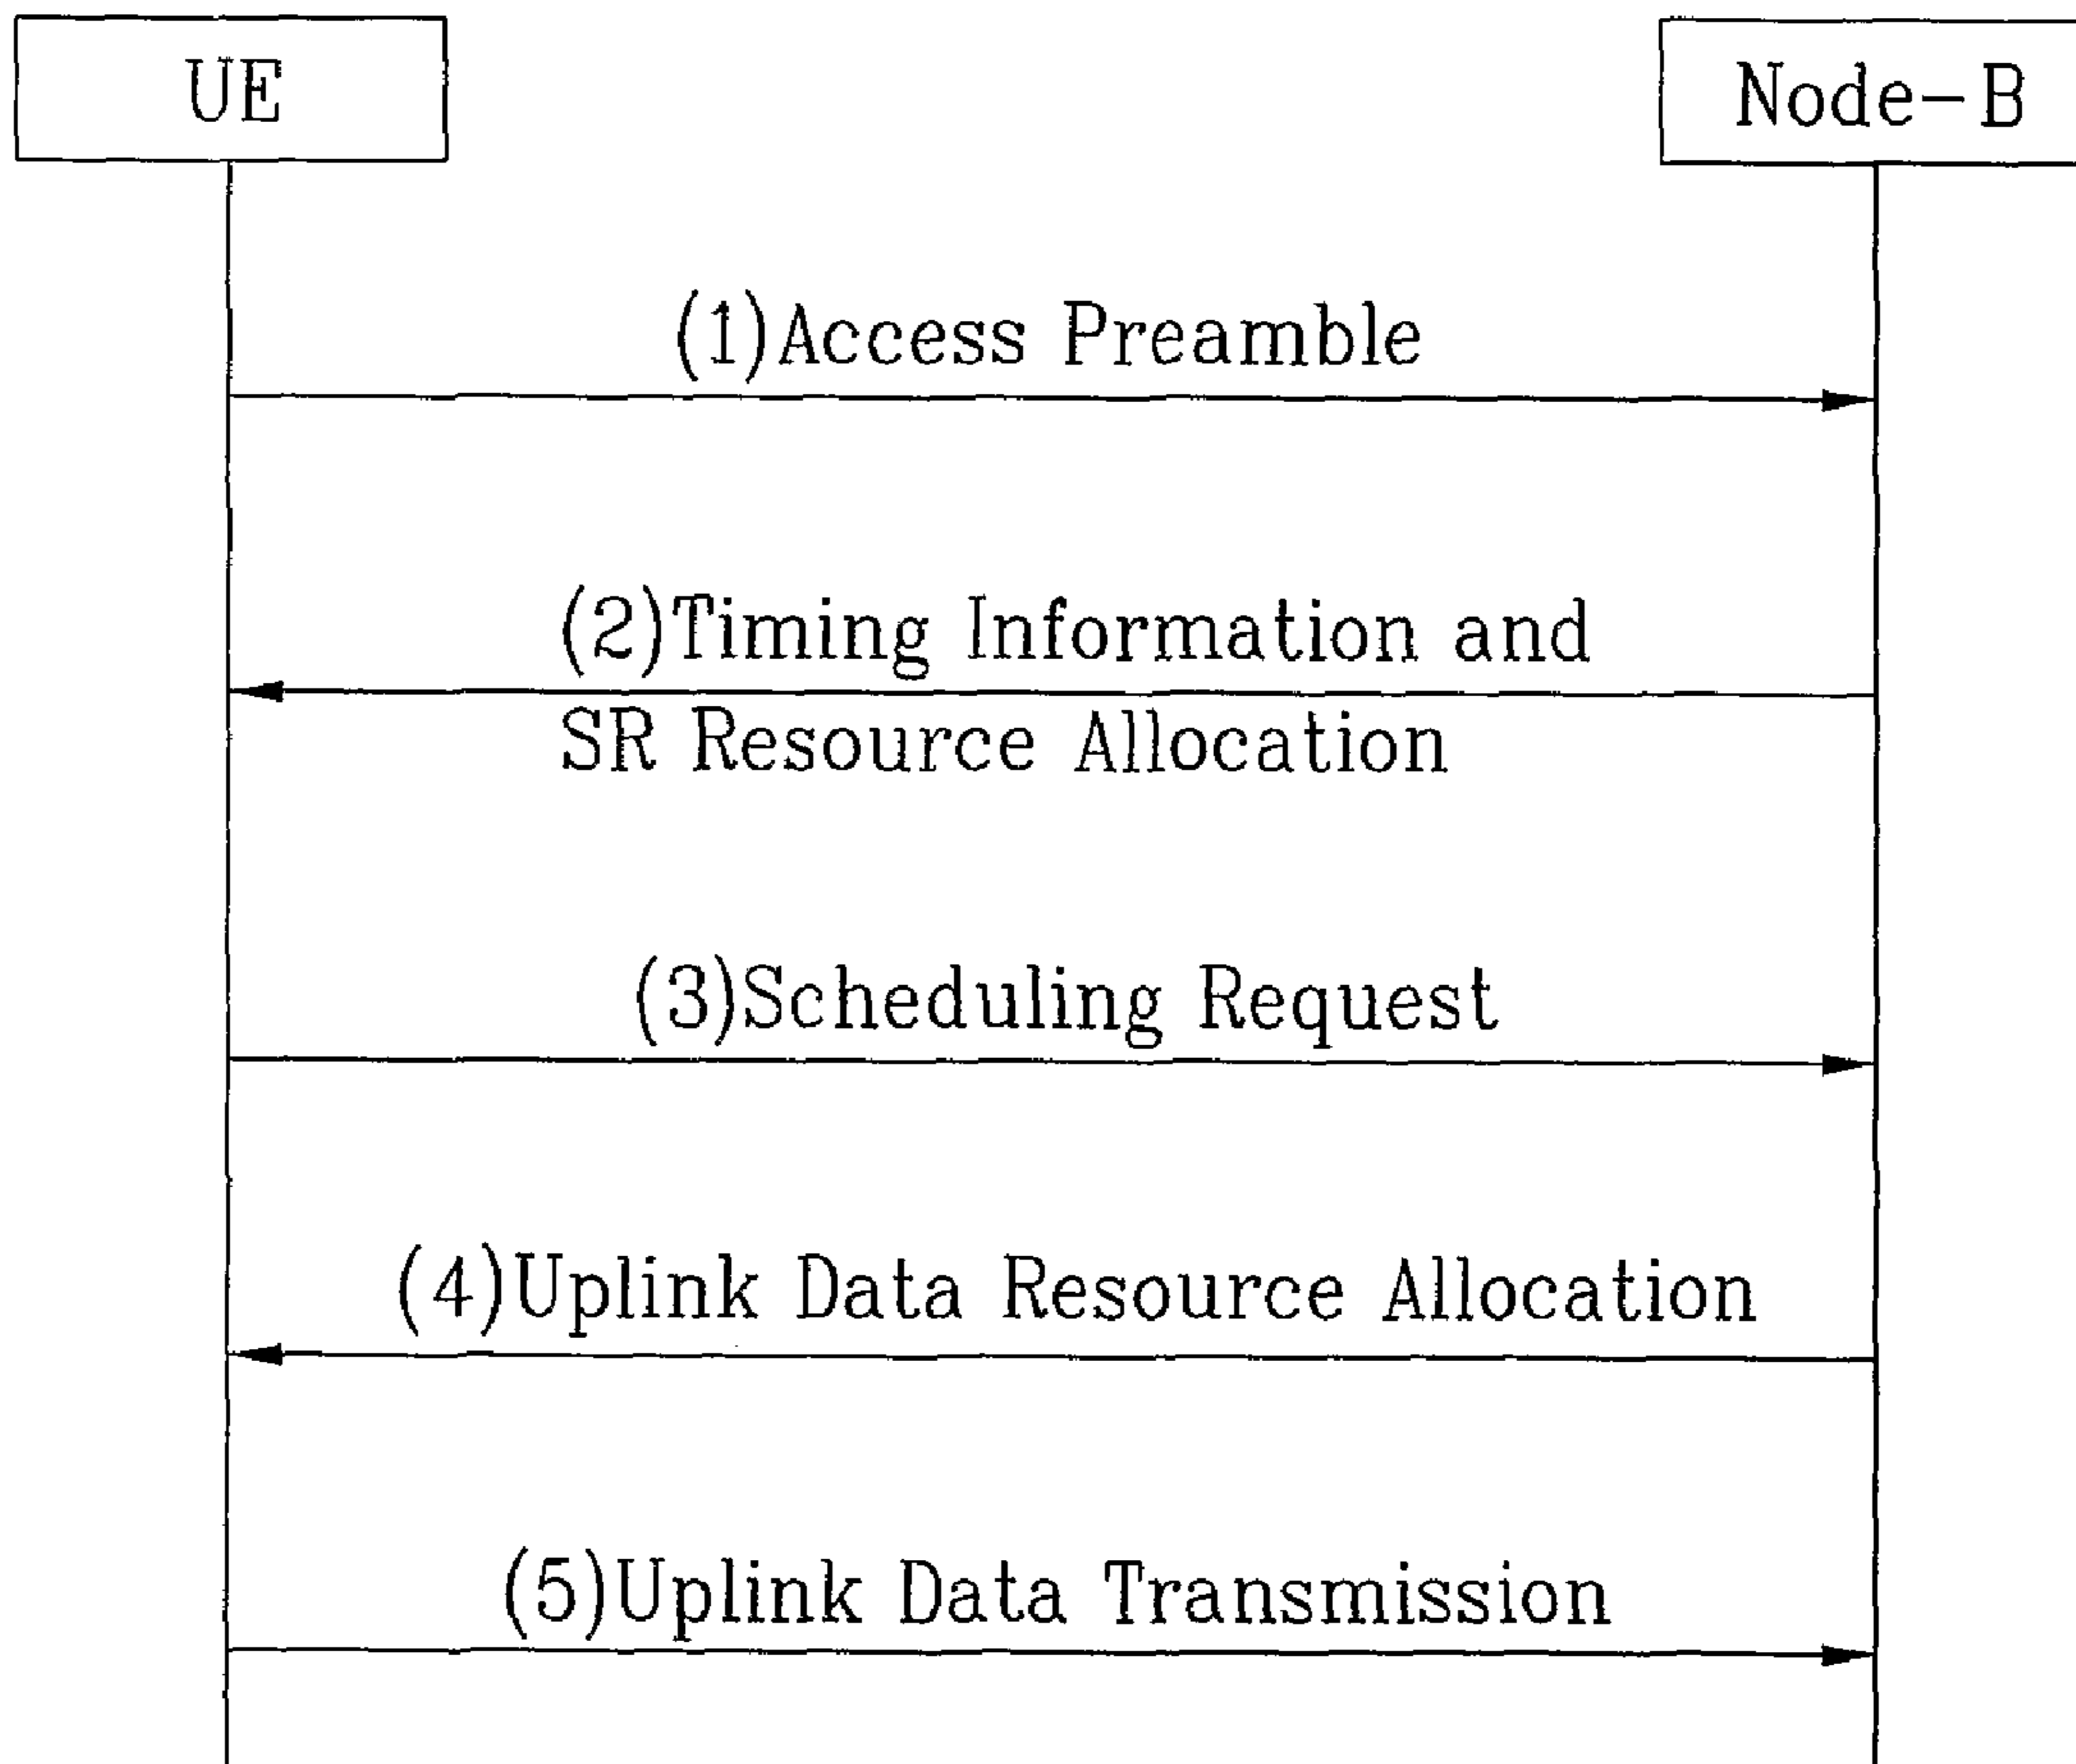 UE
Node-B
(1)Access Preamble
(2)Timing Information and
SR Resource Allocation
(3)Scheduling Request
(4)Uplink Data Resource Allocation
(5)Uplink Data Transmission